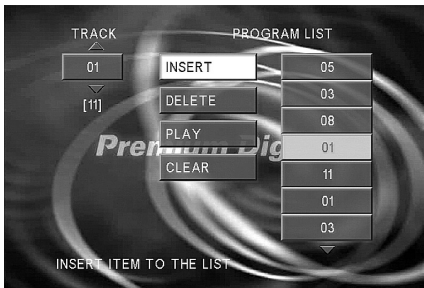 TRACK
PROGRAM LIST
01
[11]
INSERT
DELETE
PLAY
CLEAR
05
03
08
01
11
01
03
INSERT ITEM TO THE LIST